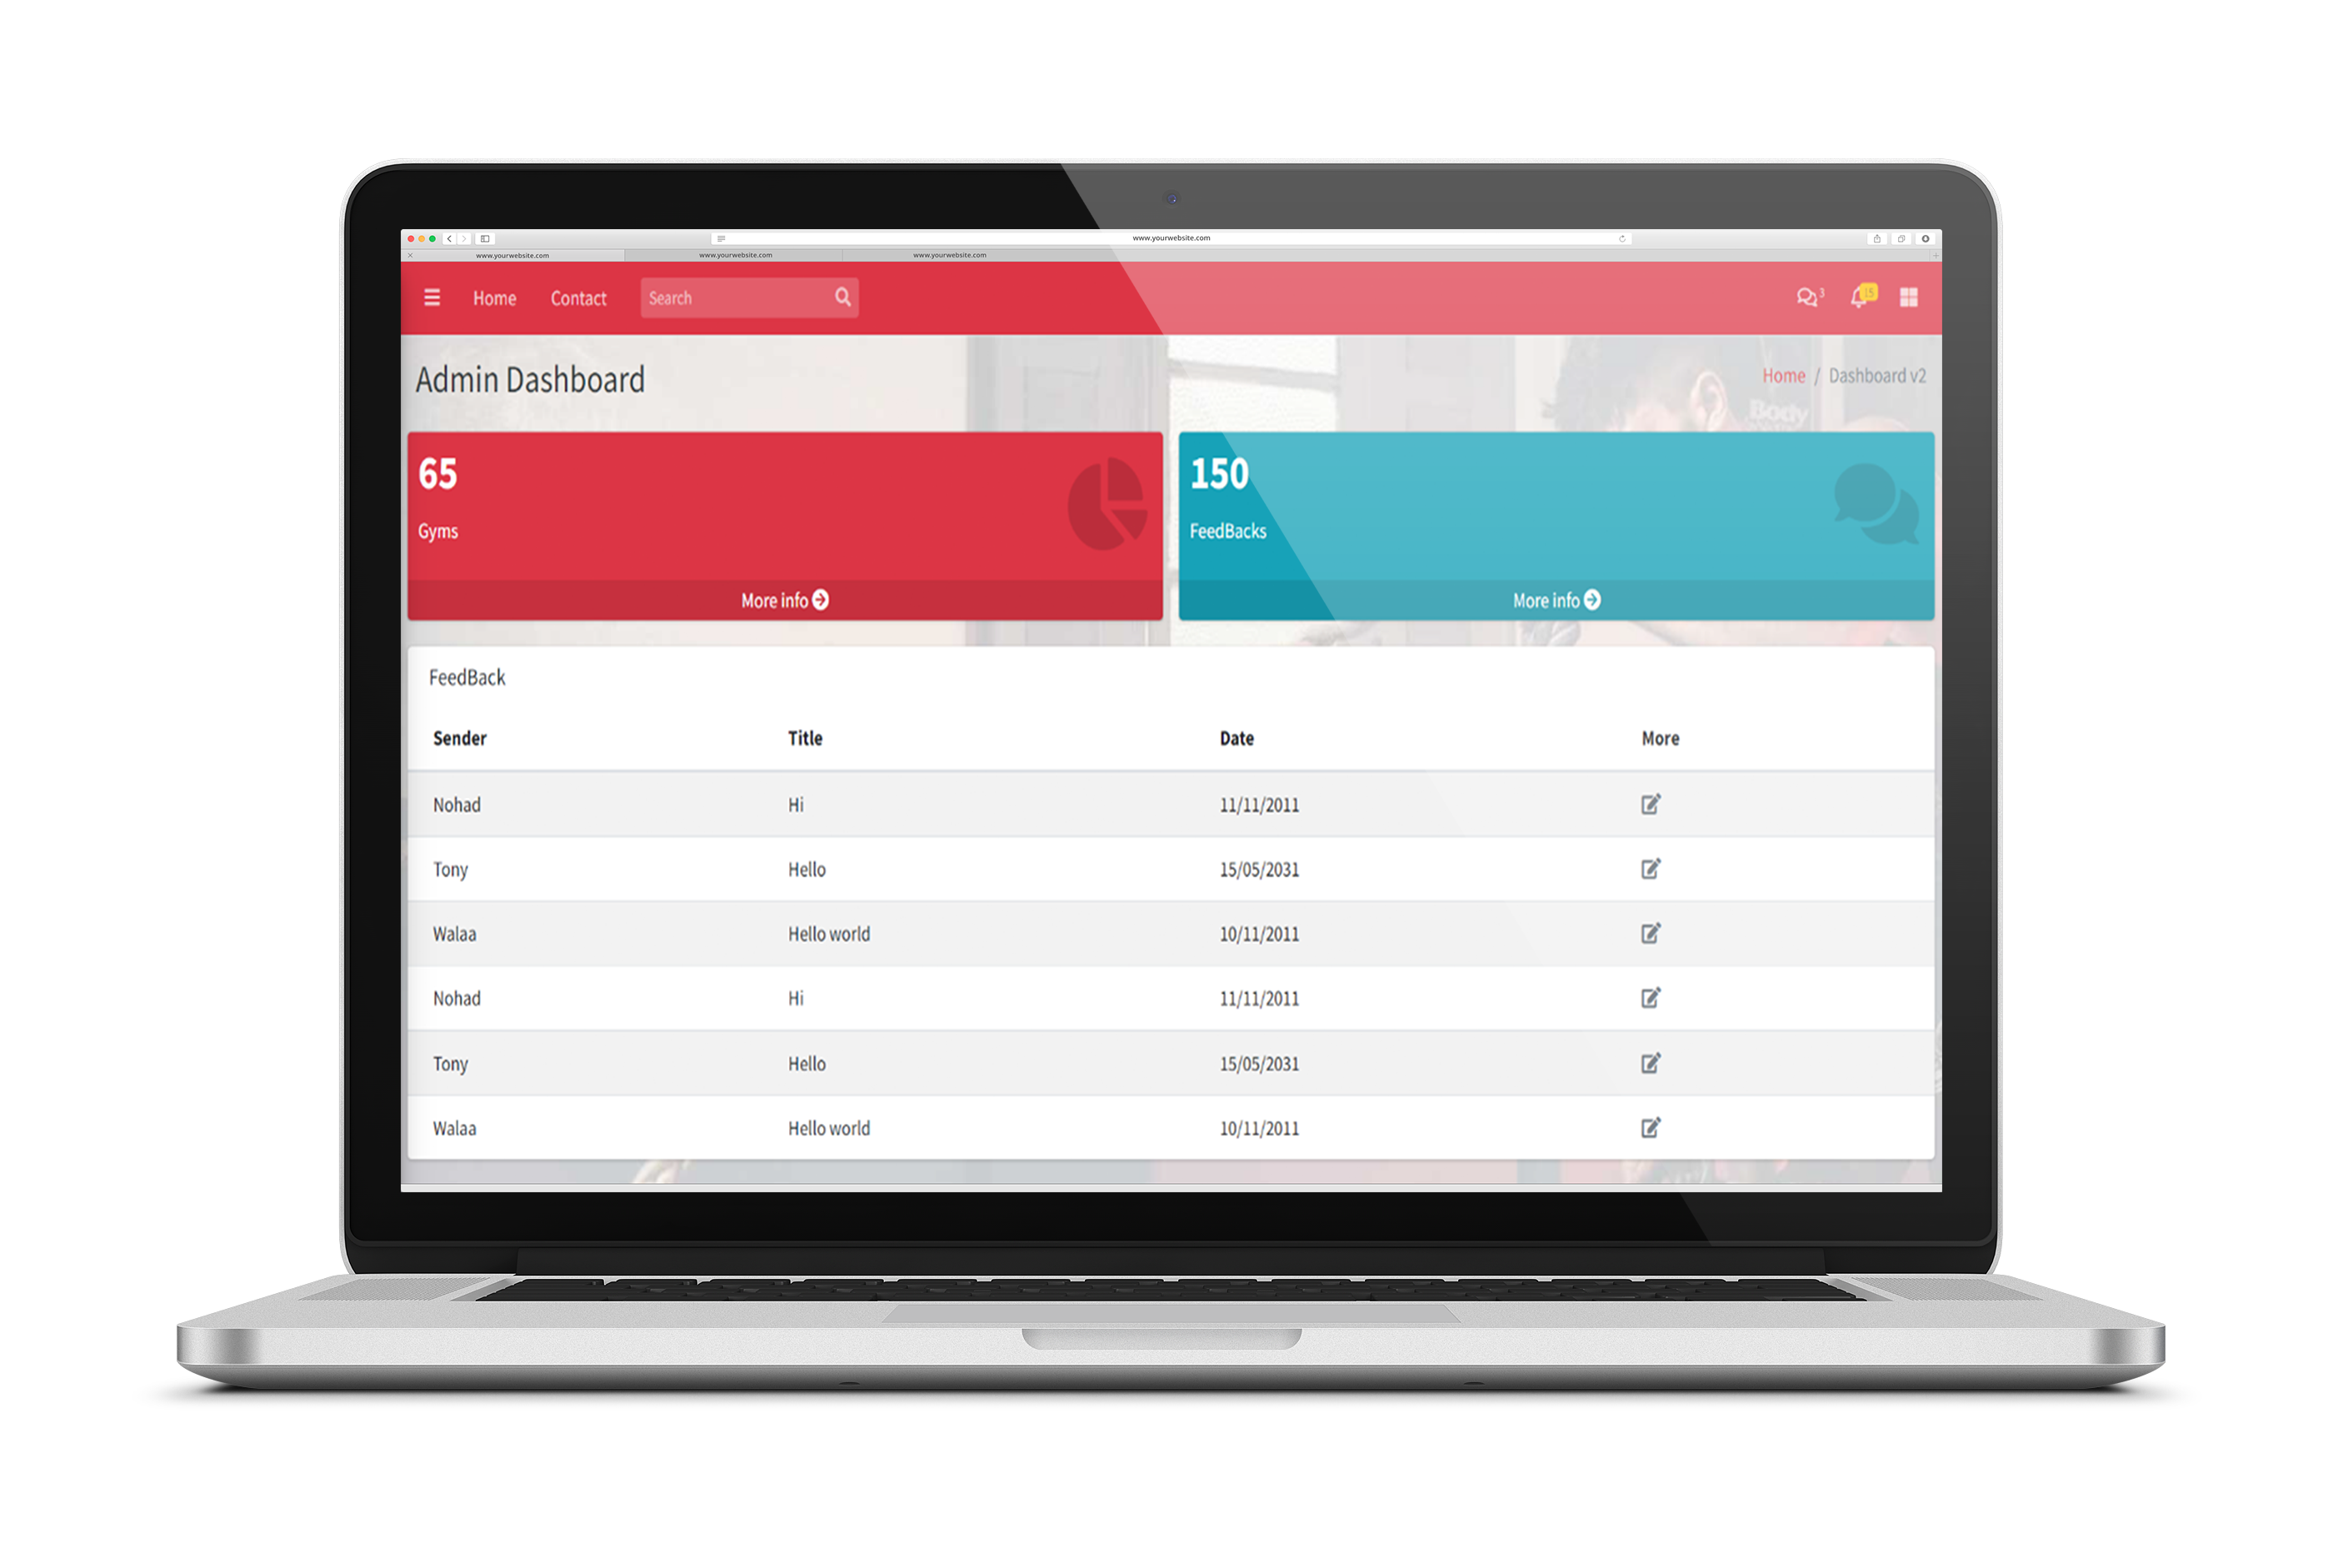 www.yourwebsite.com
www.yourwebsite.com www.yourwebsite.com www.yourwebsite.com
Home Contact Search 3 15
Admin Dashboard Home / Dashboard v2
Body
65 150
Gyms FeedBacks
More info More info
FeedBack
Sender Title Date More
Nohad Hi 11/11/2011
Tony Hello 15/05/2031
Walaa Hello world 10/11/2011
Nohad Hi 11/11/2011
Tony Hello 15/05/2031
Walaa Hello world 10/11/2011